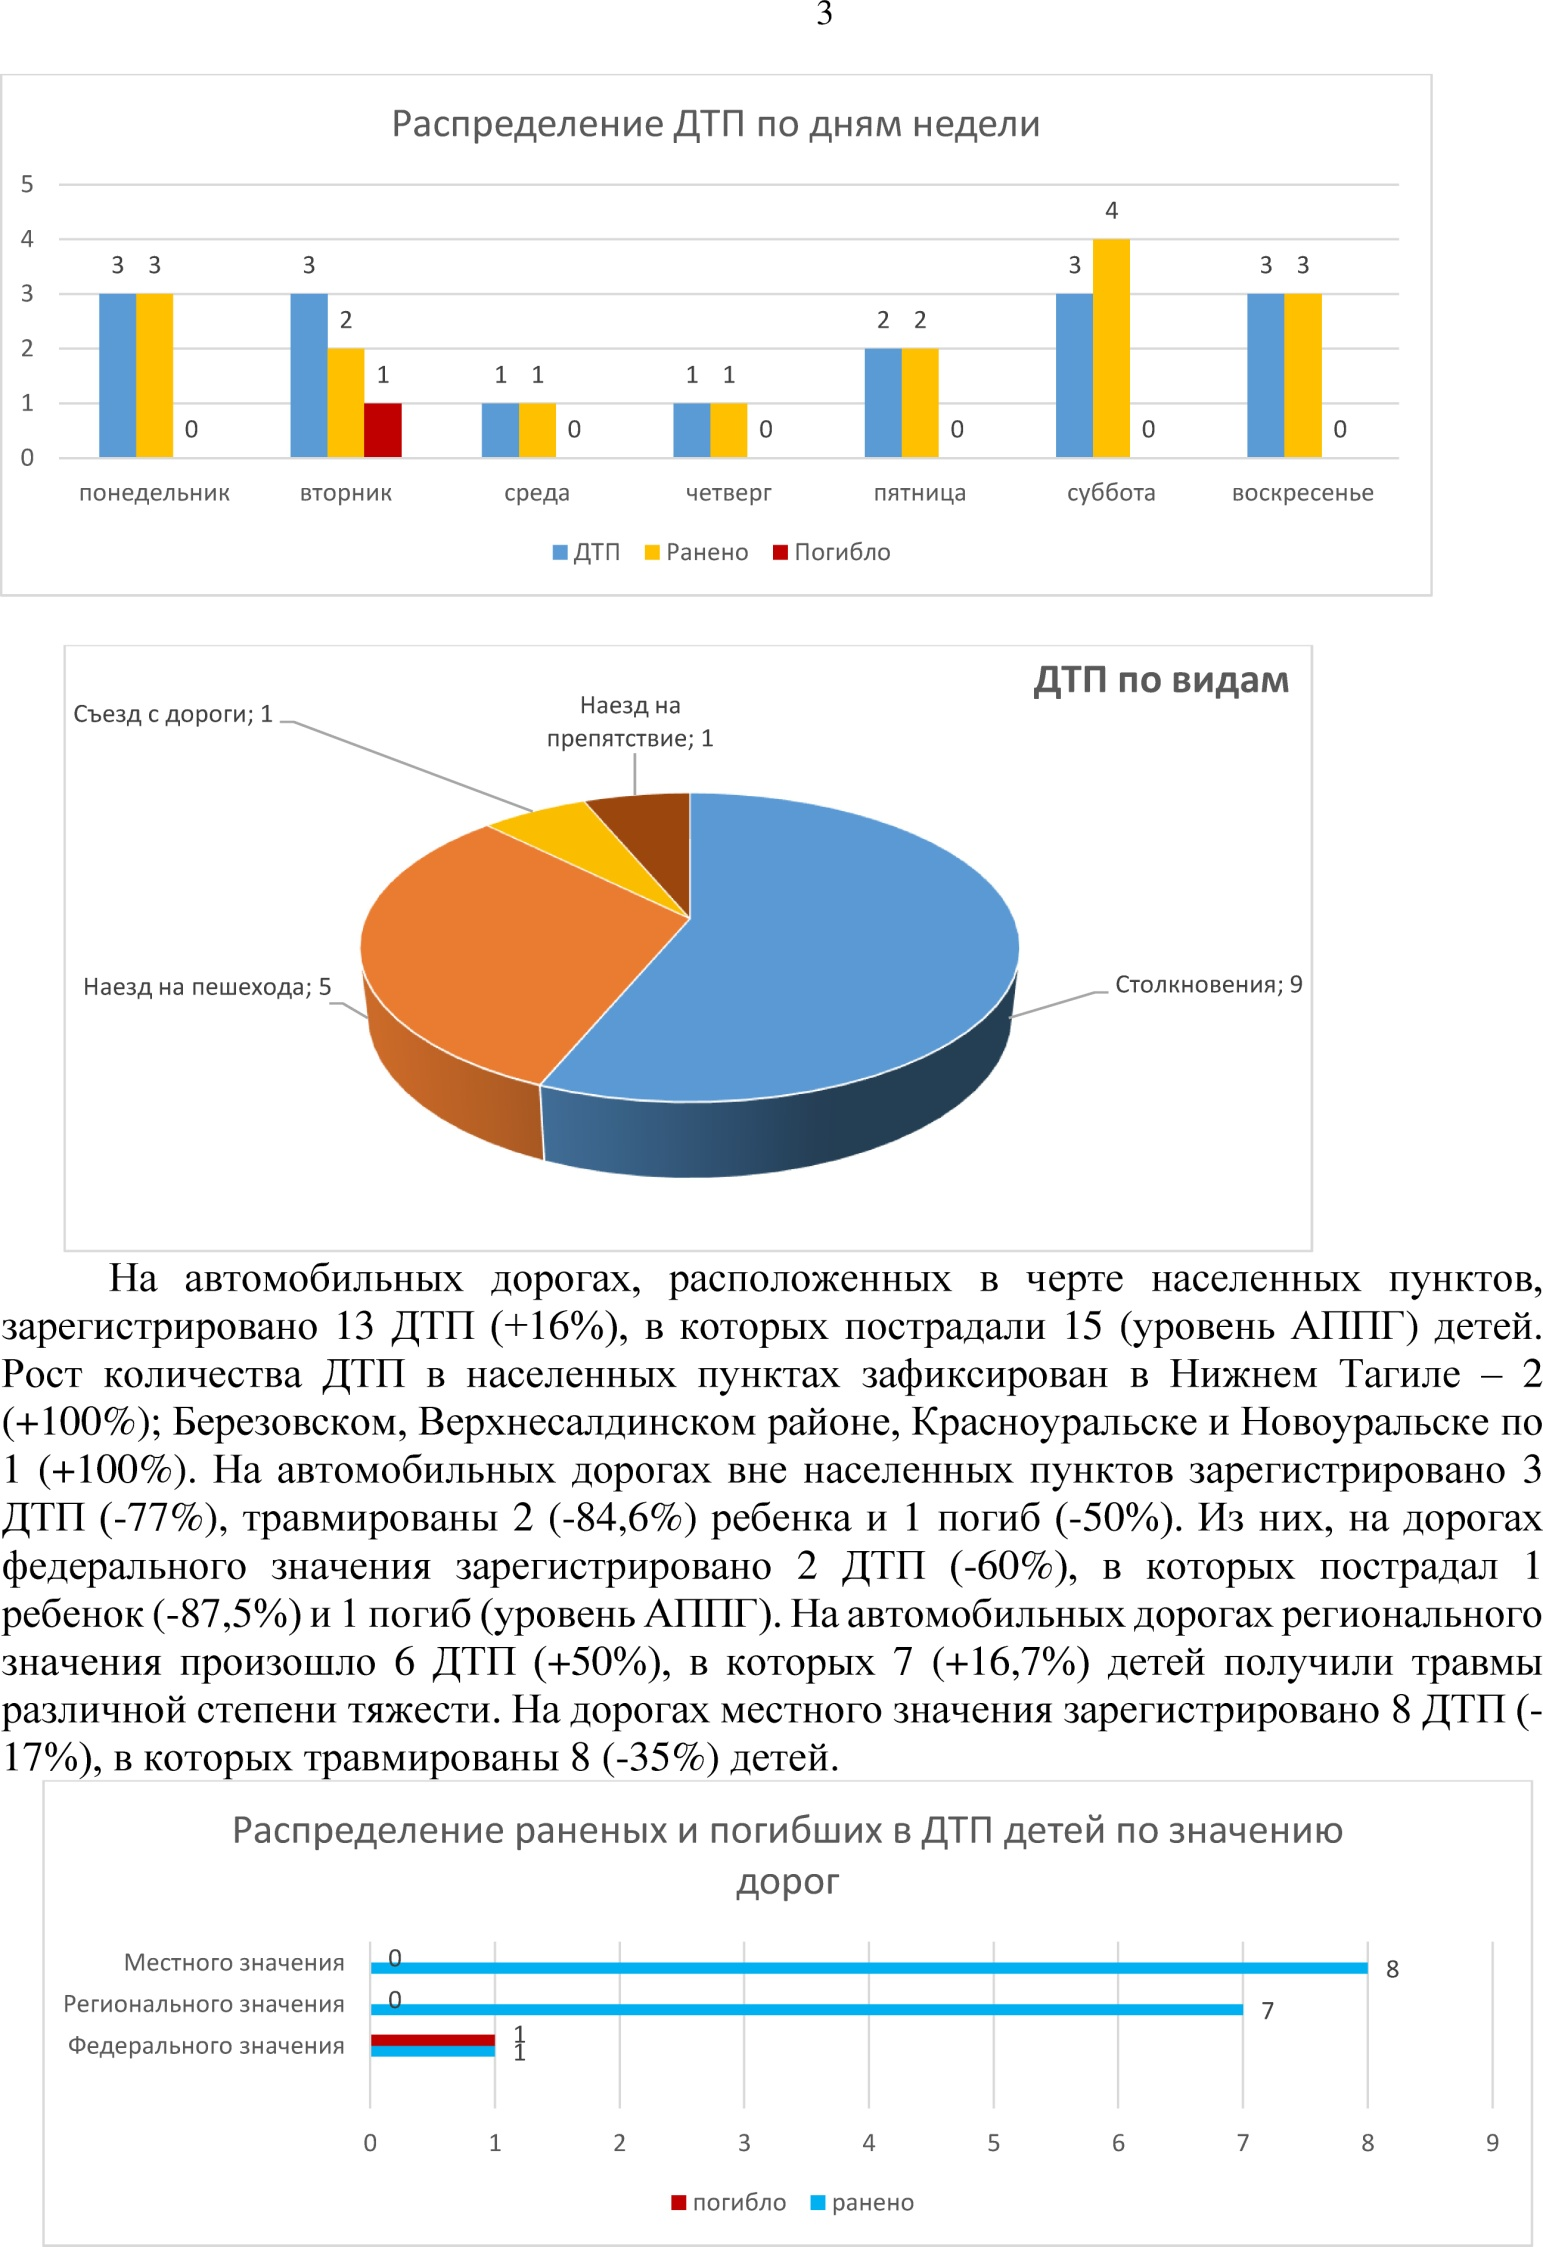 3
Распределение ДТП по дням недели
5
4
3
2
1
0
3 3 0
3 2 1
1 1 0
1 1 0
2 2 0
3 4 0
3 3 0
понедельник вторник среда четверг пятница суббота воскресенье
ДТП Ранено Погибло
ДТП по видам
Съезд с дороги; 1
Наезд на
препятствие; 1
Наезд на пешехода; 5
Столкновения; 9
На автомобильных дорогах, расположенных в черте населенных пунктов,
зарегистрировано 13 ДТП (+16%), в которых пострадали 15 (уровень АППГ) детей.
Рост количества ДТП в населенных пунктах зафиксирован в Нижнем Тагиле – 2
(+100%); Березовском, Верхнесалдинском районе, Красноуральске и Новоуральске по
1 (+100%). На автомобильных дорогах вне населенных пунктов зарегистрировано 3
ДТП (-77%), травмированы 2 (-84,6%) ребенка и 1 погиб (-50%). Из них, на дорогах
федерального значения зарегистрировано 2 ДТП (-60%), в которых пострадал 1
ребенок (-87,5%) и 1 погиб (уровень АППГ). На автомобильных дорогах регионального
значения произошло 6 ДТП (+50%), в которых 7 (+16,7%) детей получили травмы
различной степени тяжести. На дорогах местного значения зарегистрировано 8 ДТП (-
17%), в которых травмированы 8 (-35%) детей.
Распределение раненых и погибших в ДТП детей по значению
дорог
Местного значения 0 8
Регионального значения 0 7
Федерального значения 1 1
0 1 2 3 4 5 6 7 8 9
погибло ранено